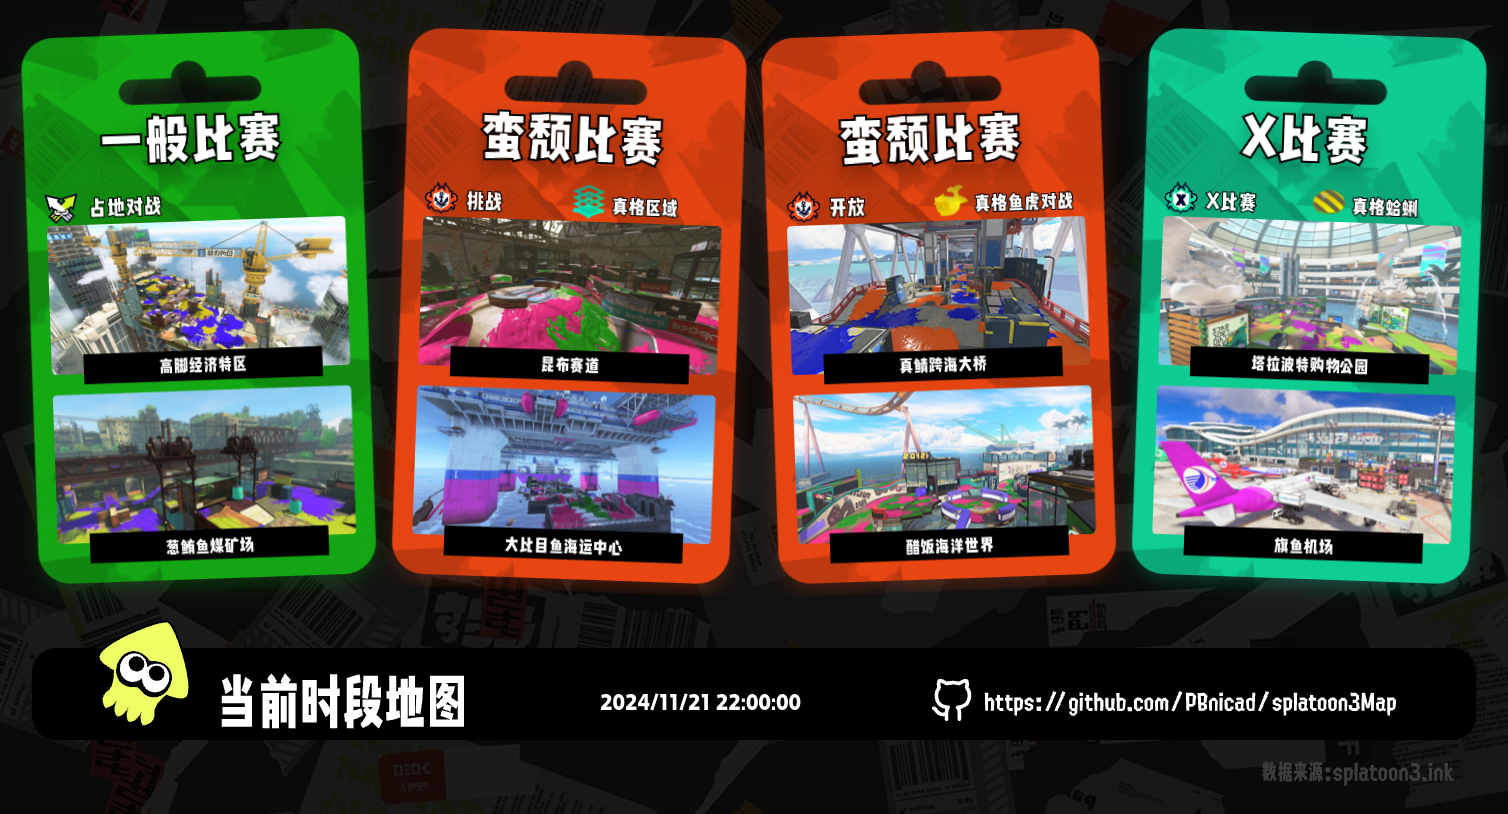 一般比赛
占地对战
高脚经济特区
葱鲔鱼煤矿场
蛮颓比赛
挑战
真格区域
昆布赛道
大比目鱼海运中心
蛮颓比赛
开放
真格鱼虎对战
真鲭跨海大桥
醋饭海洋世界
X比赛
X比赛
真格蛤蜊
塔拉波特购物公园
旗鱼机场
当前时段地图
2024/11/21 22:00:00
https://github.com/PBnicad/splatoon3Map
数据来源:splatoon3.ink